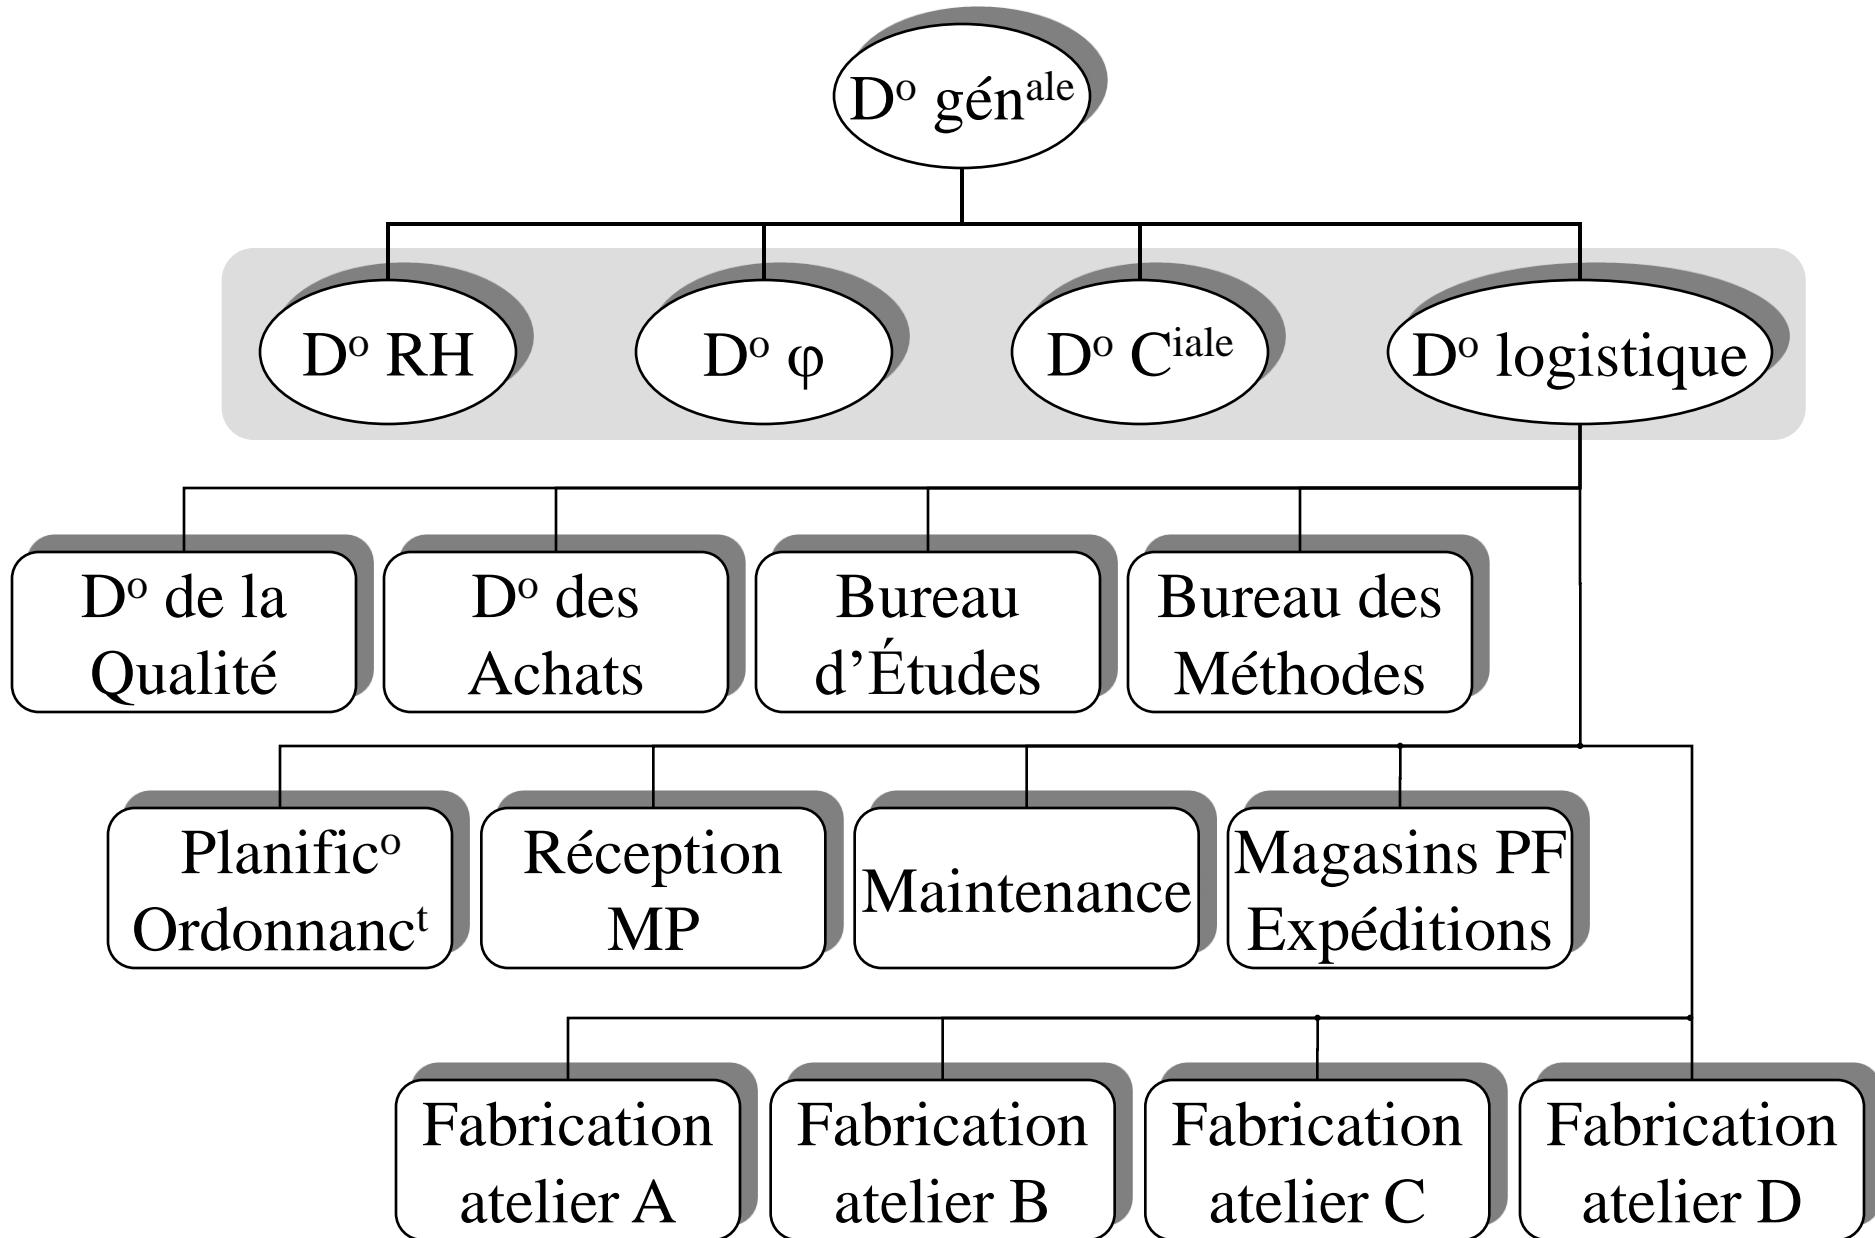 Dᵒ génᵃˡᵉ
Dᵒ RH
Dᵒ φ
Dᵒ Cⁱᵃˡᵉ
Dᵒ logistique
Dᵒ de la
Qualité
Dᵒ des
Achats
Bureau
d’Études
Bureau des
Méthodes
Planificᵒ
Ordonnancᵗ
Réception
MP
Maintenance
Magasins PF
Expéditions
Fabrication
atelier A
Fabrication
atelier B
Fabrication
atelier C
Fabrication
atelier D